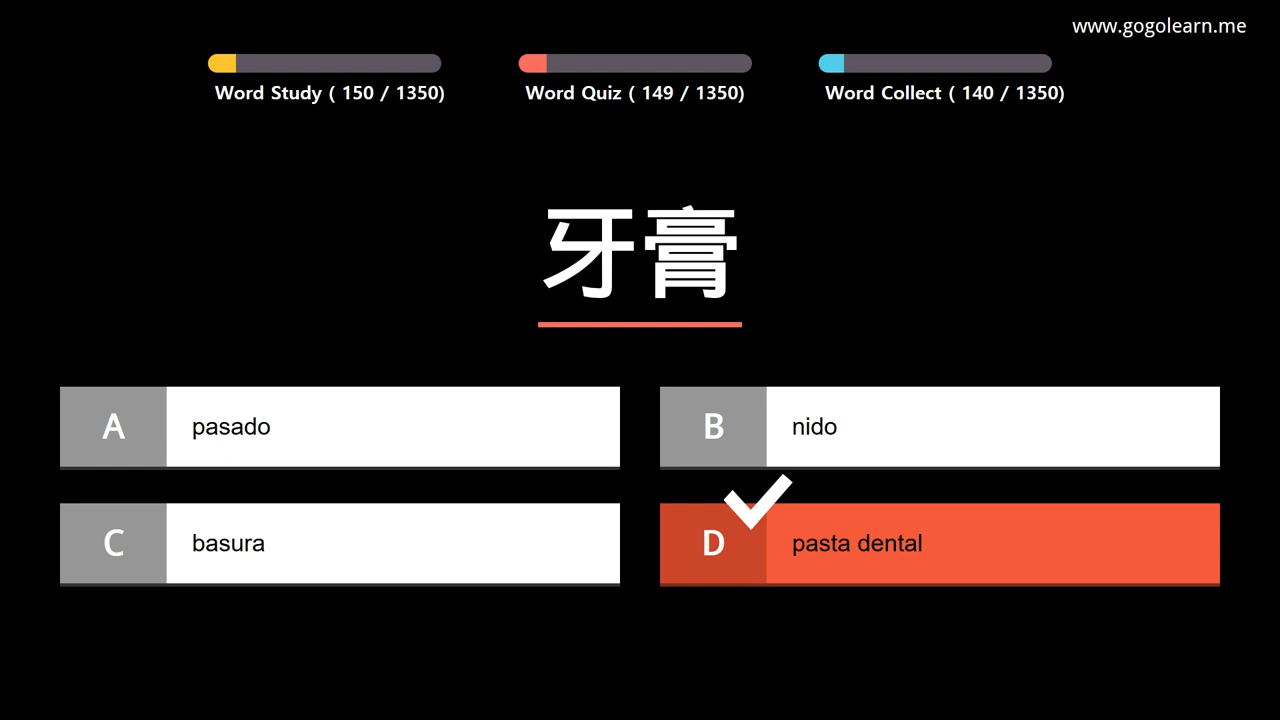 www.gogolearn.me
Word Study ( 150 / 1350)
Word Quiz ( 149 / 1350)
Word Collect ( 140 / 1350)
牙膏
A pasado
B nido
C basura
D pasta dental